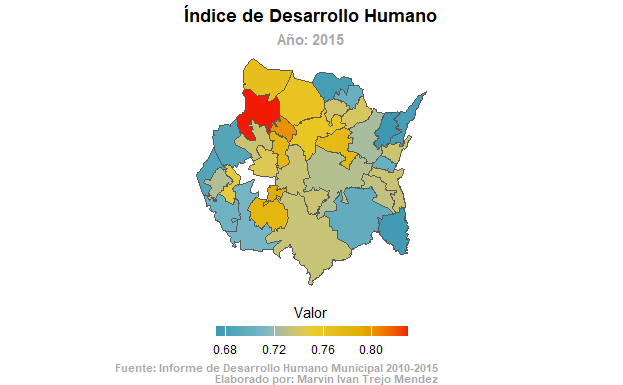 Índice de Desarrollo Humano
Año: 2015
Valor
0.68 0.72 0.76 0.80
Fuente: Informe de Desarrollo Humano Municipal 2010-2015
Elaborado por: Marvin Ivan Trejo Mendez